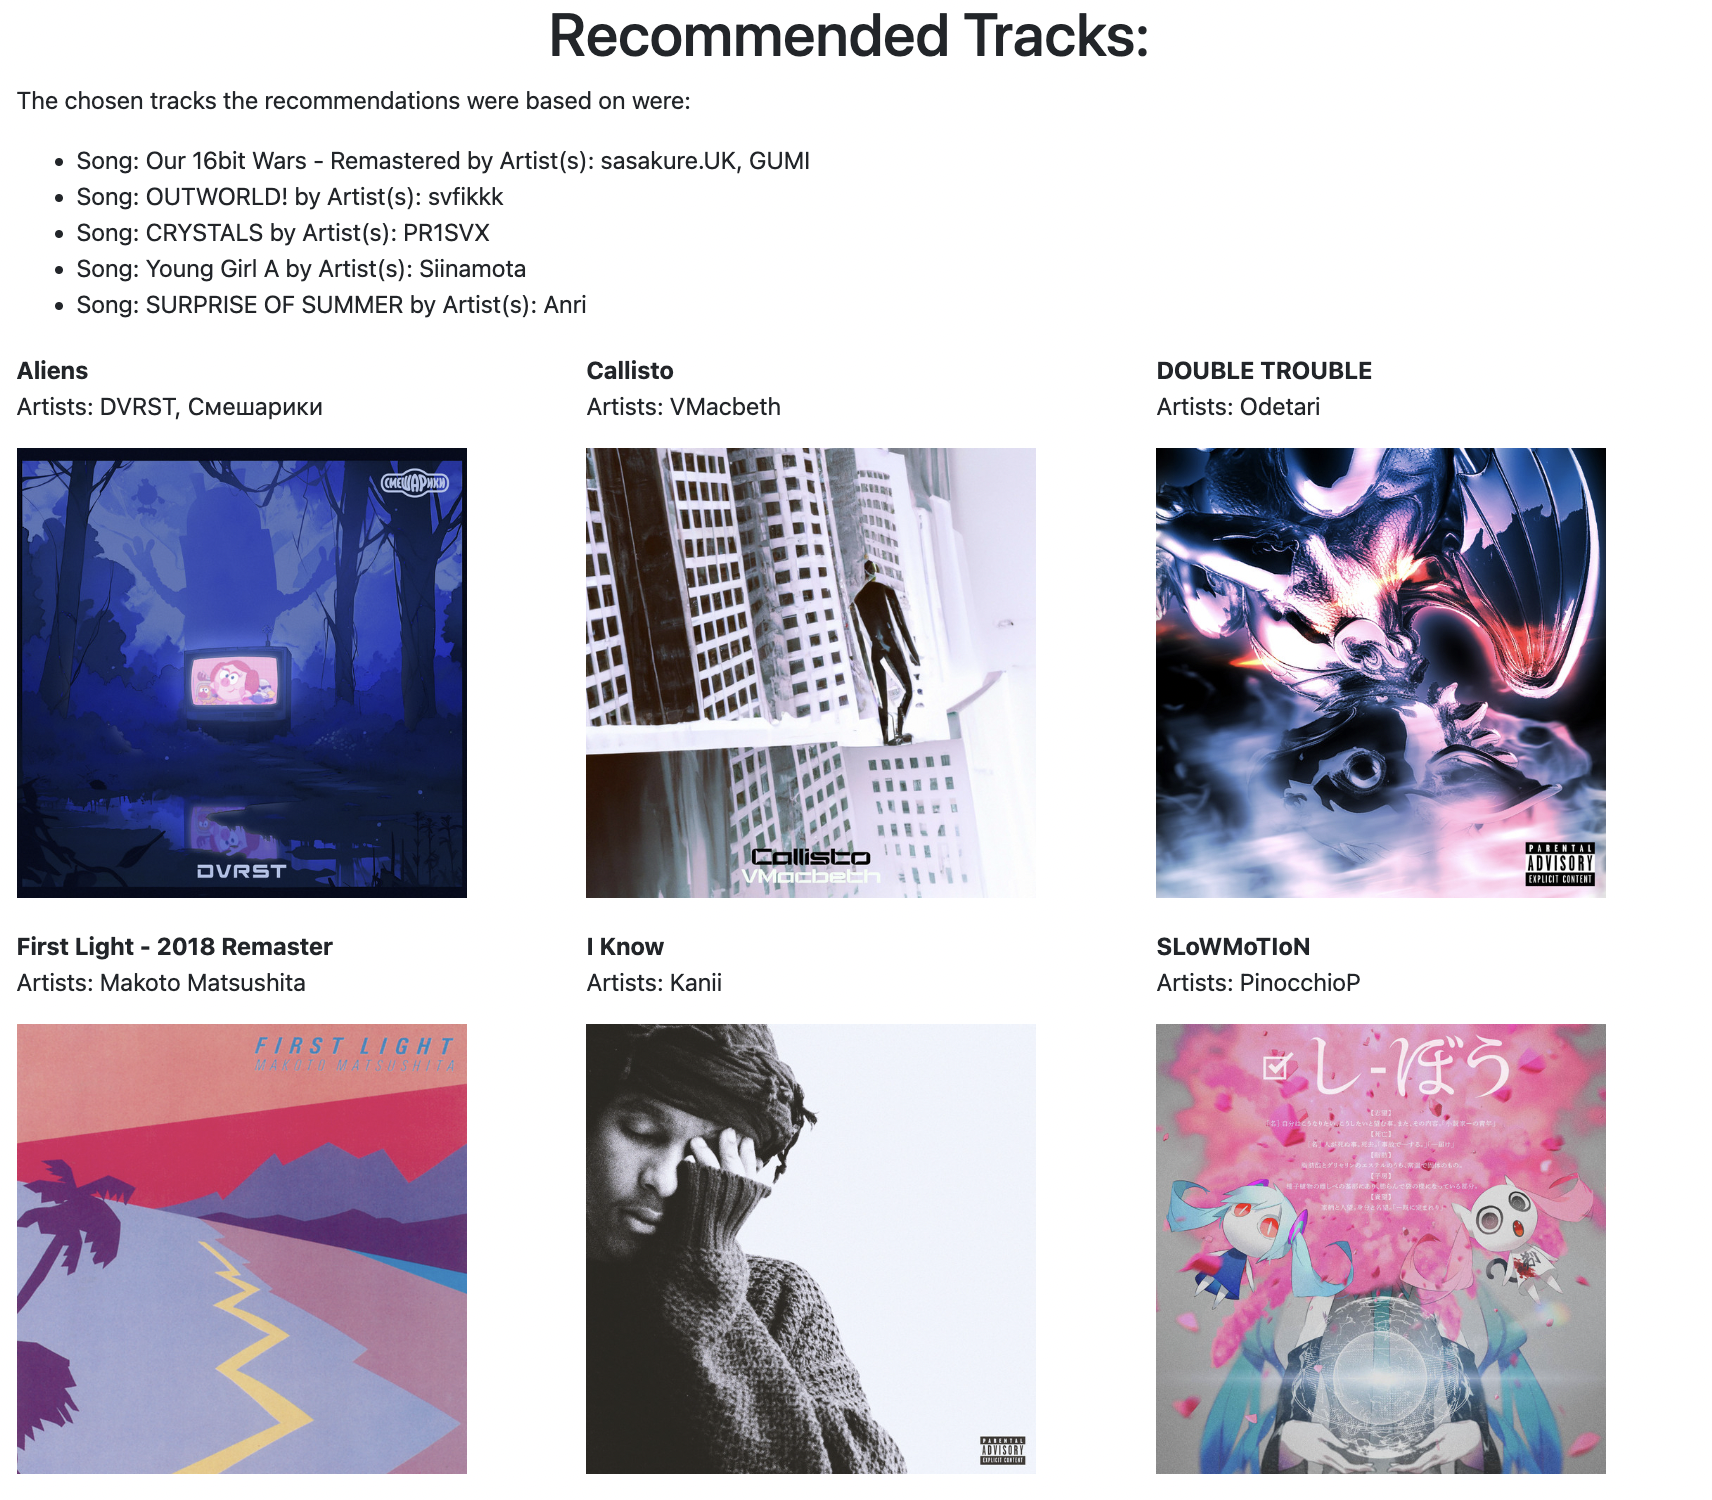 Recommended Tracks:
The chosen tracks the recommendations were based on were:
• Song: Our 16bit Wars - Remastered by Artist(s): sasakure.UK, GUMI
• Song: OUTWORLD! by Artist(s): svfikkk
• Song: CRYSTALS by Artist(s): PR1SVX
• Song: Young Girl A by Artist(s): Siinamota
• Song: SURPRISE OF SUMMER by Artist(s): Anri
Aliens
Artists: DVRST, Смешарики
СМЕШАРИКИ
DVRST
Callisto
Artists: VMacbeth
Callisto
VMacbeth
DOUBLE TROUBLE
Artists: Odetari
PARENTAL
ADVISORY
EXPLICIT CONTENT
First Light - 2018 Remaster
Artists: Makoto Matsushita
FIRST LIGHT
MAKOTO MATSUSHITA
I Know
Artists: Kanii
PARENTAL
ADVISORY
EXPLICIT CONTENT
SLoWMoTIoN
Artists: PinocchioP
し-ぼう